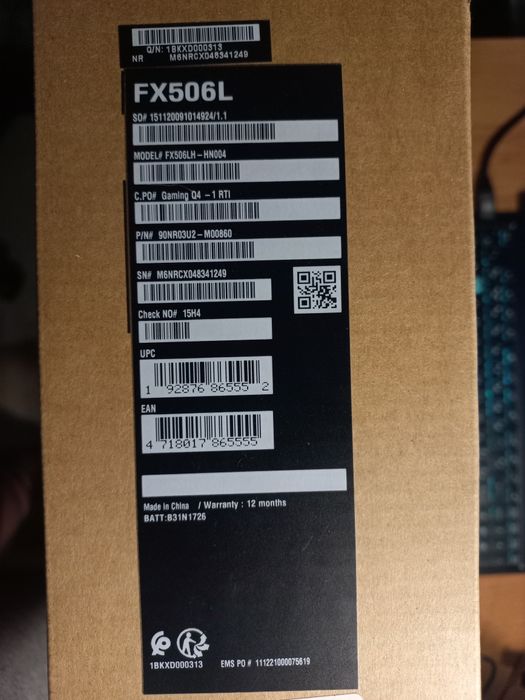 Q/N: 1BKXD000313
NR M6NRCX048341249
FX506L
SO# 151120091014924/1.1
MODEL# FX506LH-HN004
C.PO# Gaming Q4 -1 RTI
P/N# 90NR03U2-M00860
SN# M6NRCX048341249
Check NO# 15H4
UPC
1 92876 86555 2
EAN
4 718017 865555
Made in China / Warranty : 12 months
BATT:B31N1726
1BKXD000313 EMS PO # 111221000075619